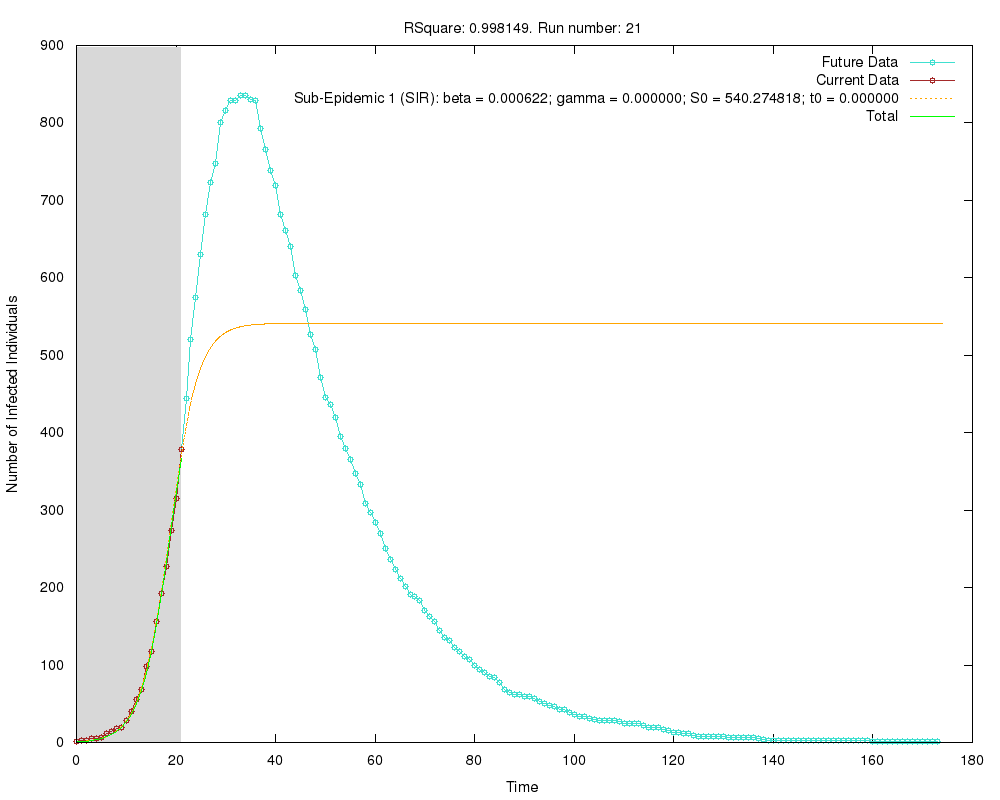 RSquare: 0.998149. Run number: 21
900
800
700
600
500
400
300
200
100
0
Number of Infected Individuals
Future Data
Current Data
Sub-Epidemic 1 (SIR): beta = 0.000622; gamma = 0.000000; S0 = 540.274818; t0 = 0.000000
Total
0 20 40 60 80 100 120 140 160 180
Time